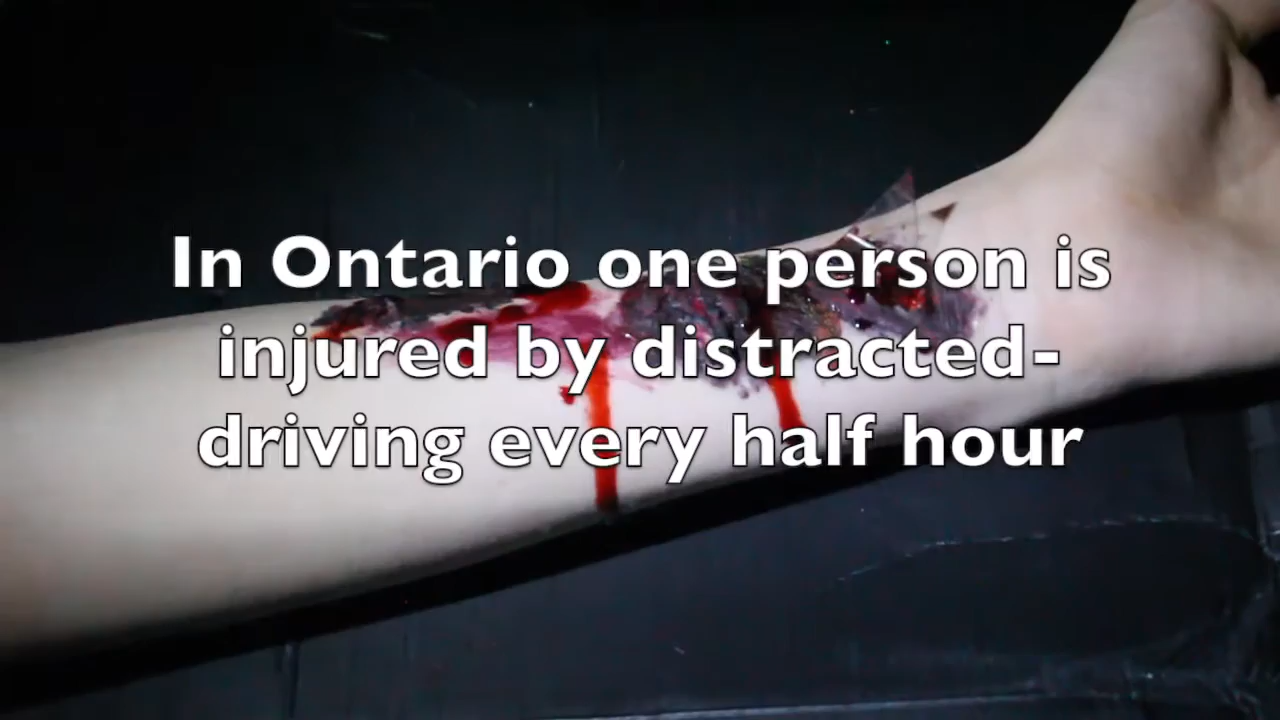 In Ontario one person is
injured by distracted-
driving every half hour